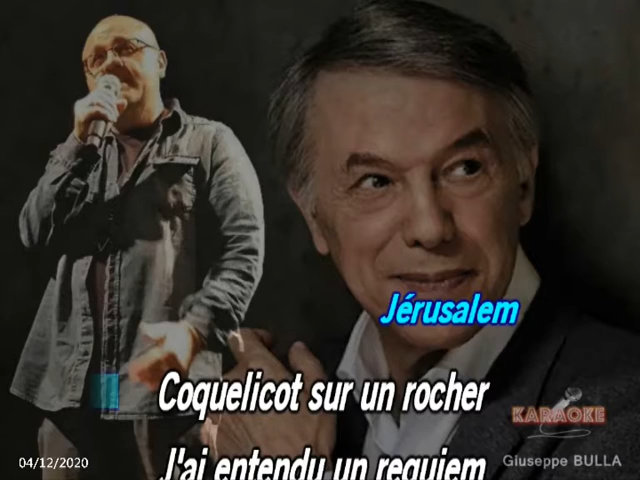 Jérusalem
Coquelicot sur un rocher
KARAOKE
04/12/2020
J'ai entendu un requiem
Giuseppe BULLA